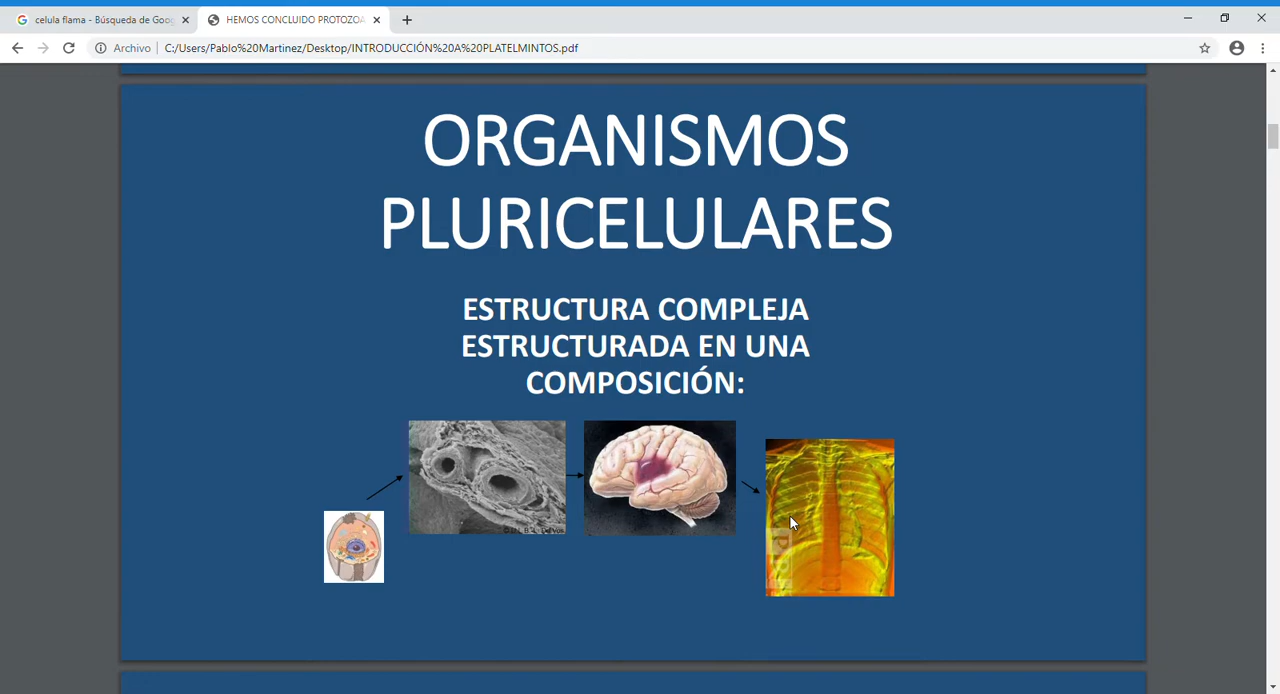 celula flama - Búsqueda de Goog
HEMOS CONCLUIDO PROTOZOA
Archivo
C:/Users/Pablo%20Martinez/Desktop/INTRODUCCIÓN%20A%20PLATELMINTOS.pdf
ORGANISMOS
PLURICELULARES
ESTRUCTURA COMPLEJA
ESTRUCTURADA EN UNA
COMPOSICIÓN: